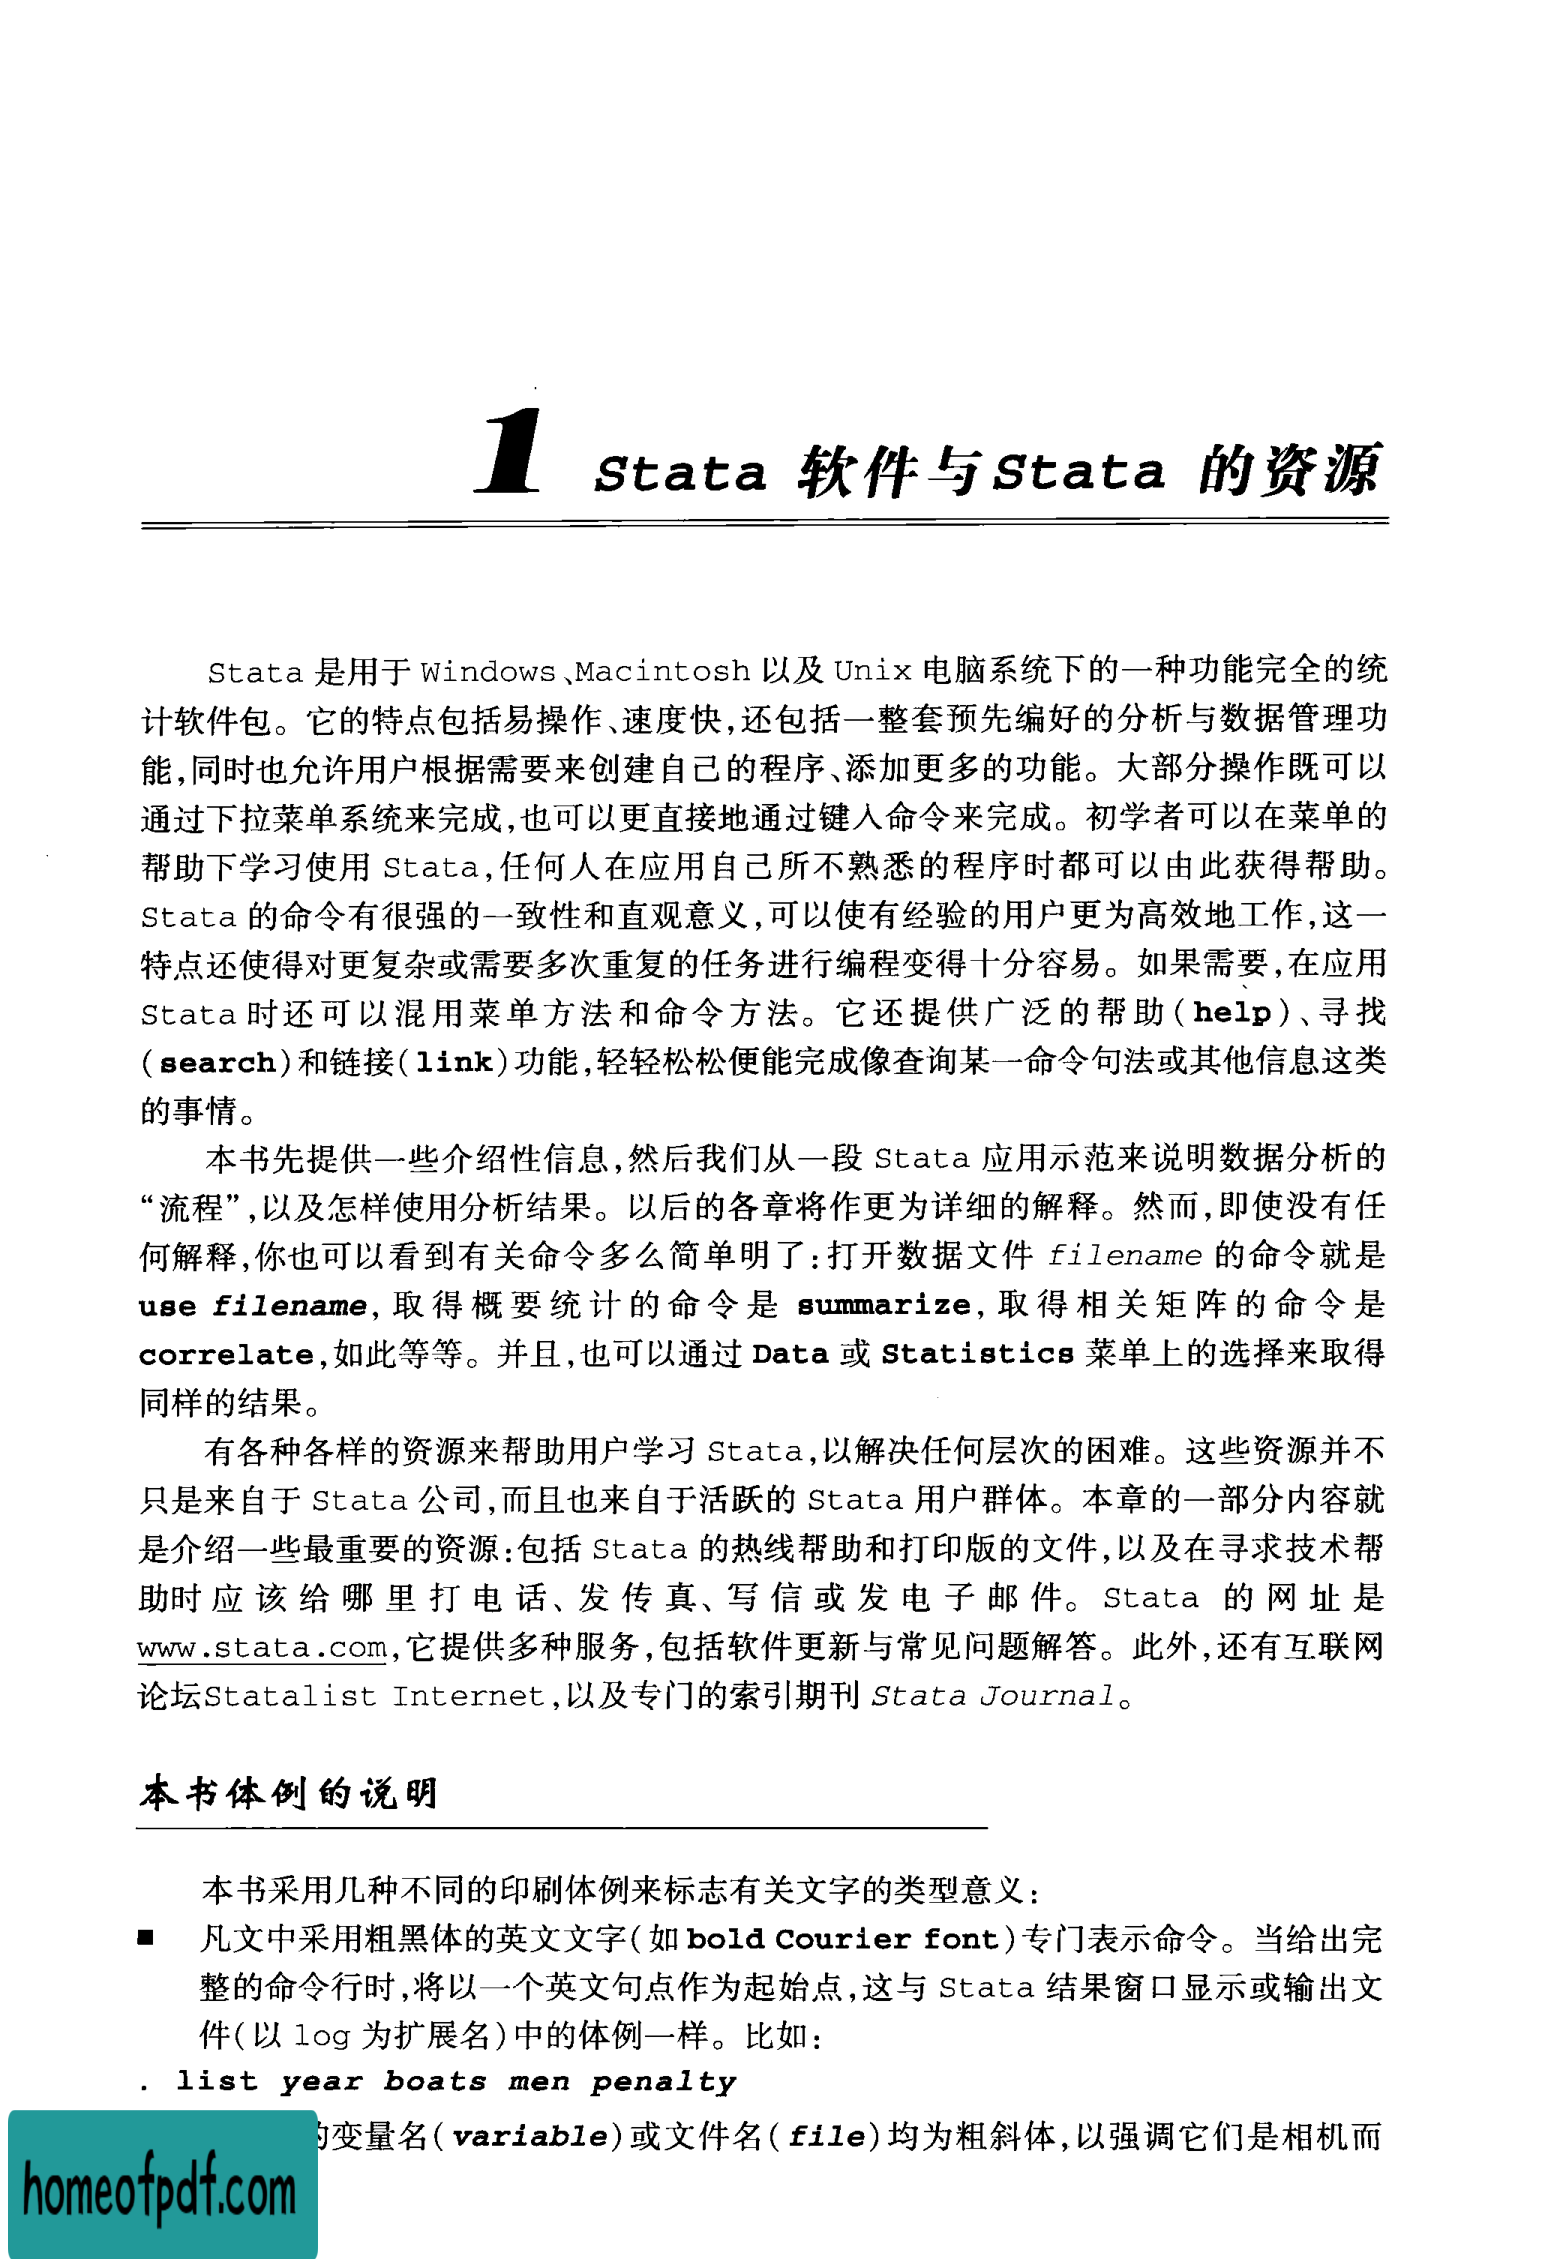 1 Stata 软件与Stata 的资源
Stata 是用于 Windows、Macintosh 以及 Unix 电脑系统下的一种功能完全的统
计软件包。它的特点包括易操作、速度快,还包括一整套预先编好的分析与数据管理功
能,同时也允许用户根据需要来创建自己的程序、添加更多的功能。大部分操作既可以
通过下拉菜单系统来完成,也可以更直接地通过键入命令来完成。初学者可以在菜单的
帮助下学习使用 Stata,任何人在应用自己所不熟悉的程序时都可以由此获得帮助。
Stata 的命令有很强的一致性和直观意义,可以使有经验的用户更为高效地工作,这一
特点还使得对更复杂或需要多次重复的任务进行编程变得十分容易。如果需要,在应用
Stata 时还可以混用菜单方法和命令方法。它还提供广泛的帮助(help)、寻找
(search)和链接(link)功能,轻轻松松便能完成像查询某一命令句法或其他信息这类
的事情。
本书先提供一些介绍性信息,然后我们从一段 Stata 应用示范来说明数据分析的
“流程”,以及怎样使用分析结果。以后的各章将作更为详细的解释。然而,即使没有任
何解释,你也可以看到有关命令多么简单明了:打开数据文件 filename 的命令就是
use filename, 取得概要统计的命令是 summarize, 取得相关矩阵的命令是
correlate,如此等等。并且,也可以通过 Data 或 Statistics 菜单上的选择来取得
同样的结果。
有各种各样的资源来帮助用户学习 Stata,以解决任何层次的困难。这些资源并不
只是来自于 Stata 公司,而且也来自于活跃的 Stata 用户群体。本章的一部分内容就
是介绍一些最重要的资源:包括 Stata 的热线帮助和打印版的文件,以及在寻求技术帮
助时应该给哪里打电话、发传真、写信或发电子邮件。Stata 的网址是
www.stata.com,它提供多种服务,包括软件更新与常见问题解答。此外,还有互联网
论坛Statalist Internet,以及专门的索引期刊 Stata Journal。
本书体例的说明
本书采用几种不同的印刷体例来标志有关文字的类型意义:
■ 凡文中采用粗黑体的英文文字(如 bold Courier font)专门表示命令。当给出完
整的命令行时,将以一个英文句点作为起始点,这与 Stata 结果窗口显示或输出文
件(以 log 为扩展名)中的体例一样。比如:
. list year boats men penalty
变量名(variable)或文件名(file)均为粗斜体,以强调它们是相机而
homeofpdf.com